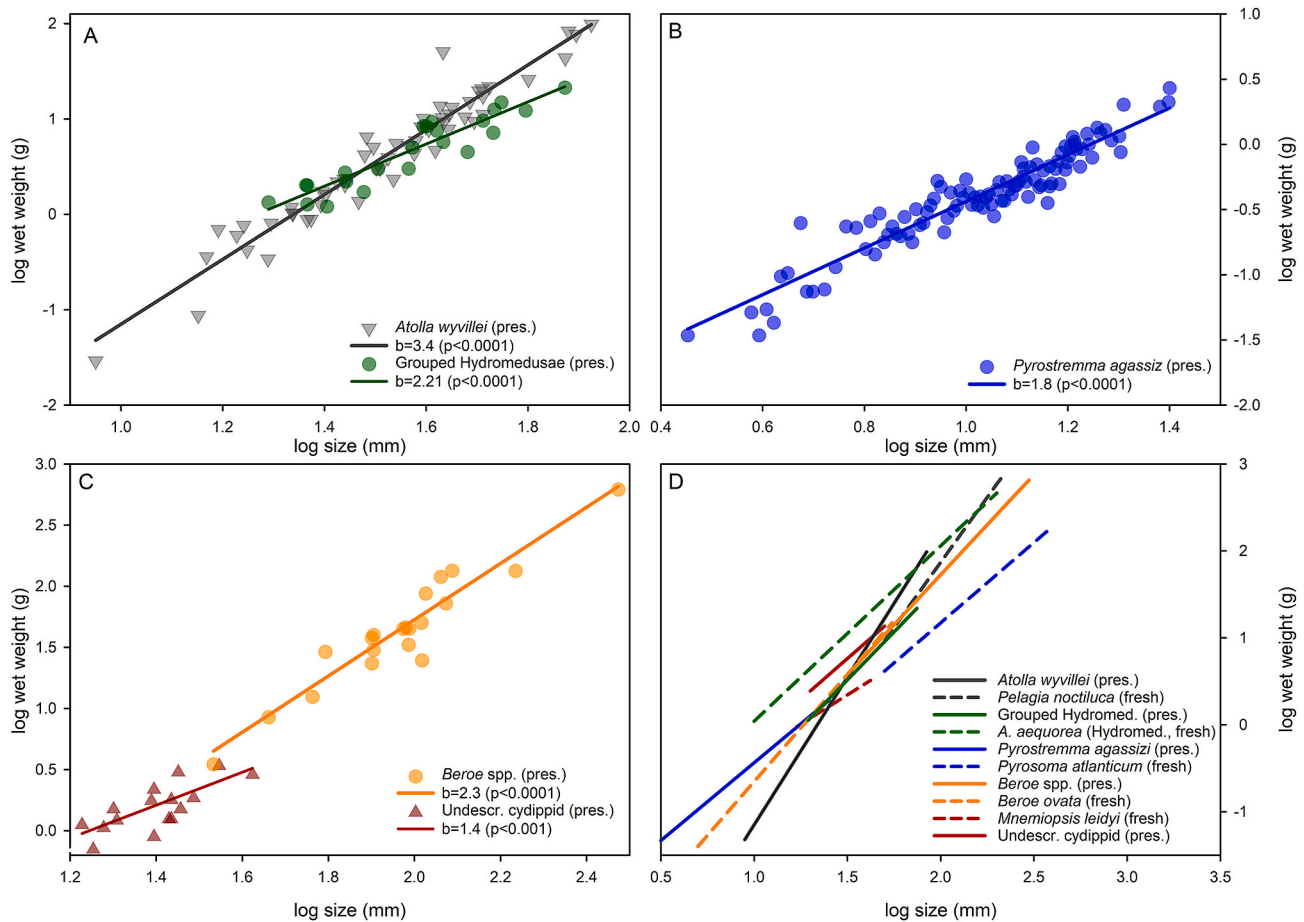 A
log wet weight (g)
2
1
0
-1
-2
1.0 1.2 1.4 1.6 1.8 2.0
log size (mm)
Atolla wyvillei (pres.)
b=3.4 (p<0.0001)
Grouped Hydromedusae (pres.)
b=2.21 (p<0.0001)
B
1.0
0.5
0.0
-0.5
-1.0
-1.5
-2.0
log wet weight (g)
0.4 0.6 0.8 1.0 1.2 1.4
log size (mm)
Pyrostremma agassiz (pres.)
b=1.8 (p<0.0001)
C
log wet weight (g)
3.0
2.5
2.0
1.5
1.0
0.5
0.0
1.2 1.4 1.6 1.8 2.0 2.2 2.4
log size (mm)
Beroe spp. (pres.)
b=2.3 (p<0.0001)
Undescr. cydippid (pres.)
b=1.4 (p<0.001)
D
3
2
1
0
-1
log wet weight (g)
0.5 1.0 1.5 2.0 2.5 3.0 3.5
log size (mm)
Atolla wyvillei (pres.)
Pelagia noctiluca (fresh)
Grouped Hydromed. (pres.)
A. aequorea (Hydromed., fresh)
Pyrostremma agassizi (pres.)
Pyrosoma atlanticum (fresh)
Beroe spp. (pres.)
Beroe ovata (fresh)
Mnemiopsis leidyi (fresh)
Undescr. cydippid (pres.)